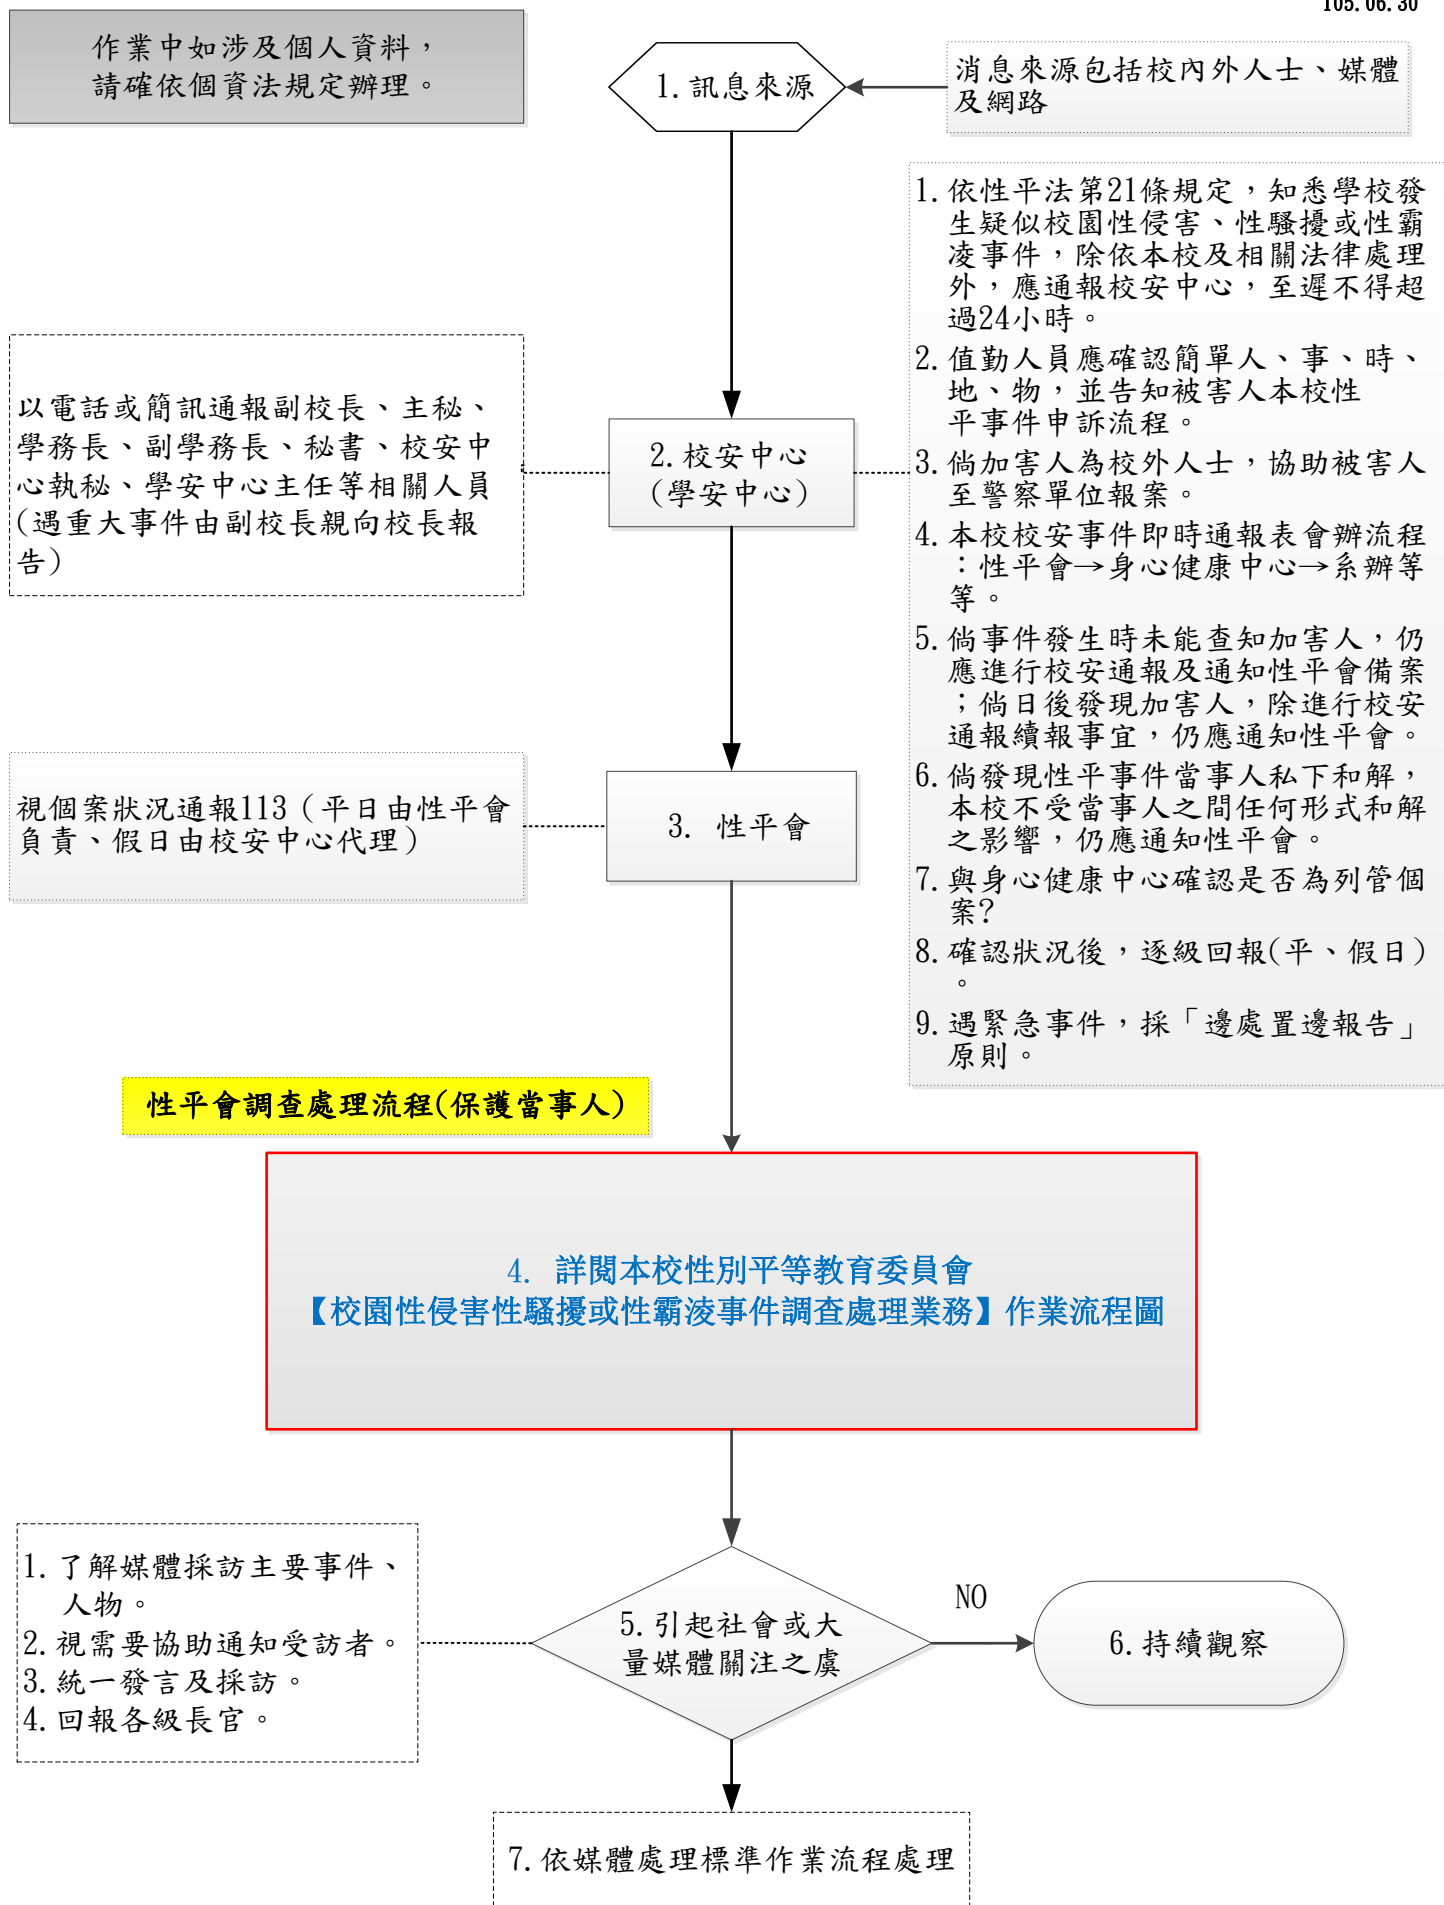 105.06.30
作業中如涉及個人資料，
請確依個資法規定辦理。
1.訊息來源
消息來源包括校內外人士、媒體
及網路
1.依性平法第21條規定，知悉學校發
生疑似校園性侵害、性騷擾或性霸
凌事件，除依本校及相關法律處理
外，應通報校安中心，至遲不得超
過24小時。
2.值勤人員應確認簡單人、事、時、
地、物，並告知被害人本校性
平事件申訴流程。
3.倘加害人為校外人士，協助被害人
至警察單位報案。
4.本校校安事件即時通報表會辦流程
：性平會→身心健康中心→系辦等
等。
5.倘事件發生時未能查知加害人，仍
應進行校安通報及通知性平會備案
；倘日後發現加害人，除進行校安
通報續報事宜，仍應通知性平會。
6.倘發現性平事件當事人私下和解，
本校不受當事人之間任何形式和解
之影響，仍應通知性平會。
7.與身心健康中心確認是否為列管個
案?
8.確認狀況後，逐級回報(平、假日)
。
9.遇緊急事件，採「邊處置邊報告」
原則。
以電話或簡訊通報副校長、主秘、
學務長、副學務長、秘書、校安中
心執秘、學安中心主任等相關人員
(遇重大事件由副校長親向校長報
告)
2.校安中心
(學安中心)
視個案狀況通報113（平日由性平會
負責、假日由校安中心代理）
3. 性平會
性平會調查處理流程(保護當事人)
4. 詳閱本校性別平等教育委員會
【校園性侵害性騷擾或性霸淩事件調查處理業務】作業流程圖
1.了解媒體採訪主要事件、
人物。
2.視需要協助通知受訪者。
3.統一發言及採訪。
4.回報各級長官。
5.引起社會或大
量媒體關注之虞
NO
6.持續觀察
7.依媒體處理標準作業流程處理